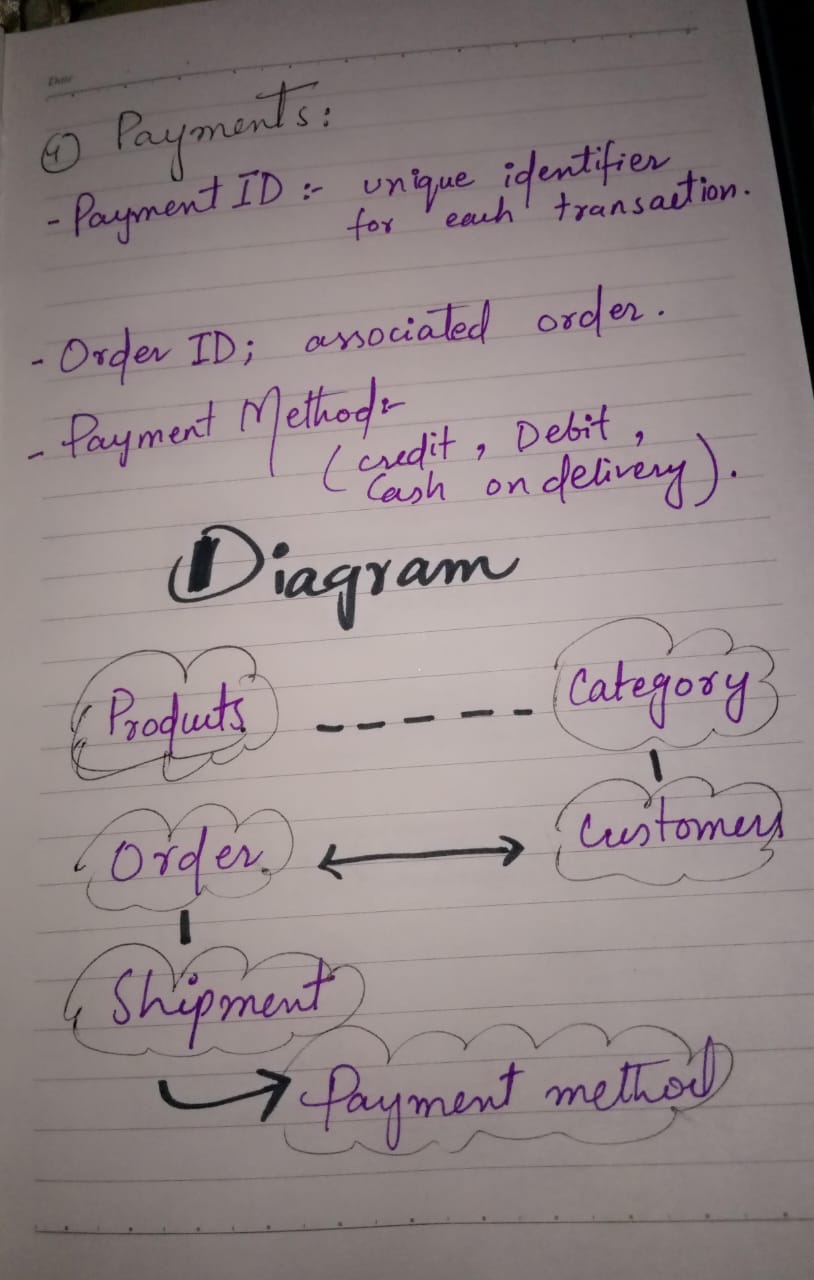 Date
④ Payments:
- Payment ID :- unique identifier
for each transaction.
- Order ID; associated order.
- Payment Method:-
(credit, Debit,
Cash on delivery).
Diagram
Products
Category
Order
Customers
Shipment
Payment method